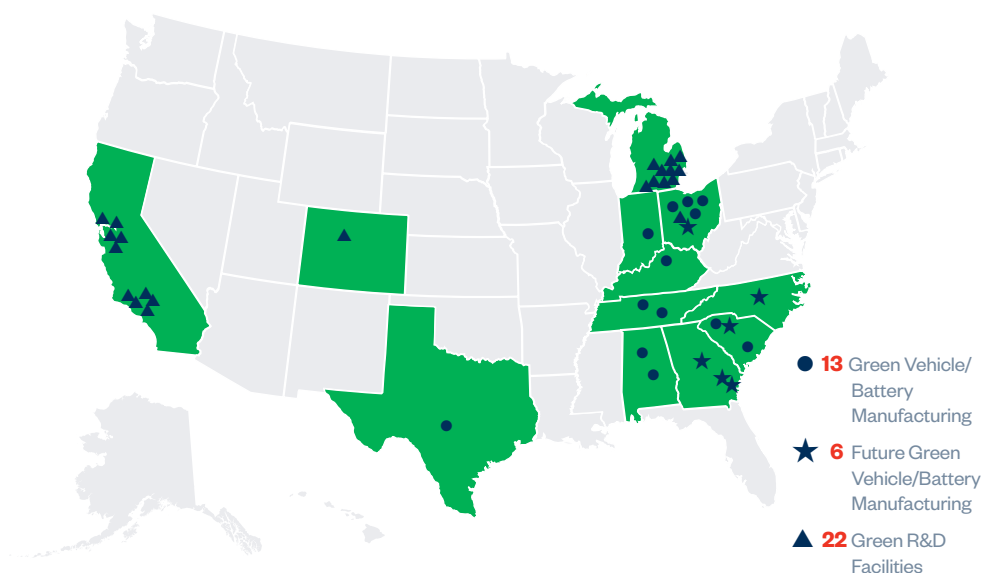 13 Green Vehicle/
Battery
Manufacturing
6 Future Green
Vehicle/Battery
Manufacturing
22 Green R&D
Facilities